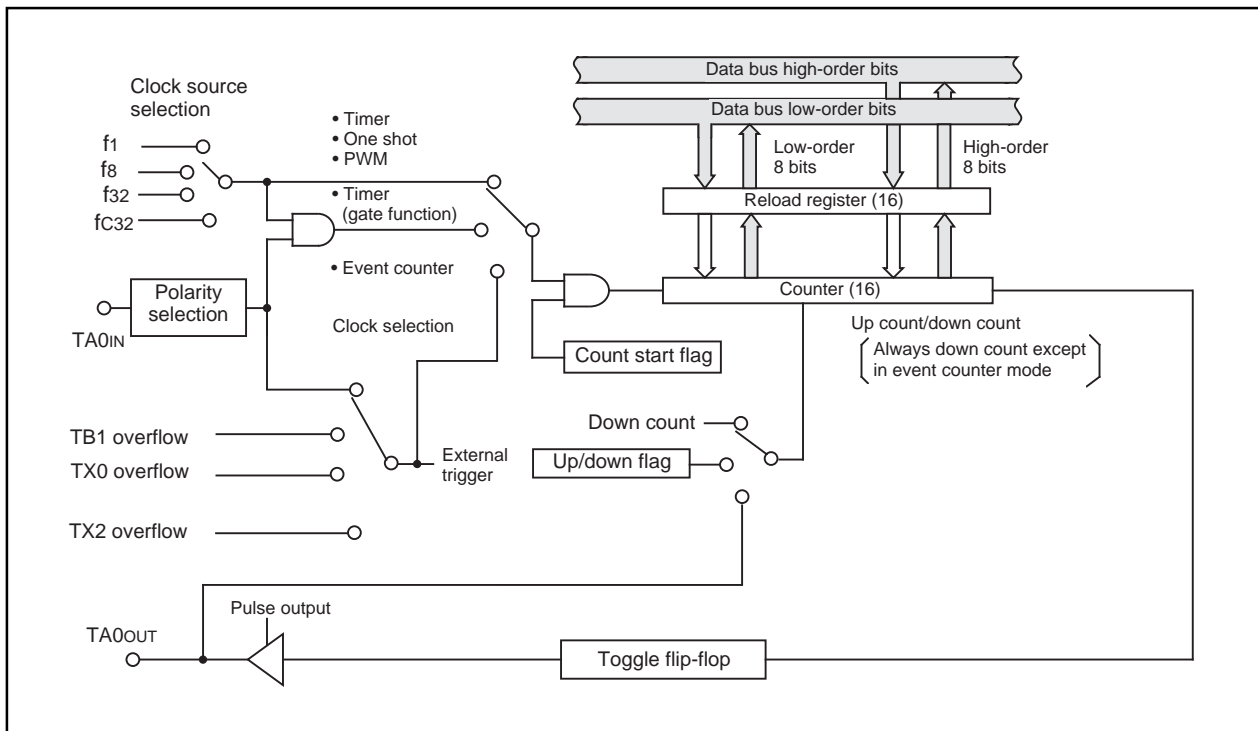 Data bus high-order bits
Data bus low-order bits
Clock source
selection
• Timer
• One shot
• PWM
f1
f8
f32
fC32
Low-order
8 bits
High-order
8 bits
• Timer
(gate function)
Reload register (16)
• Event counter
Polarity
selection
TA0IN
Clock selection
Counter (16)
Up count/down count
Always down count except
in event counter mode
Count start flag
TB1 overflow
TX0 overflow
TX2 overflow
External
trigger
Down count
Up/down flag
Pulse output
TA0OUT
Toggle flip-flop